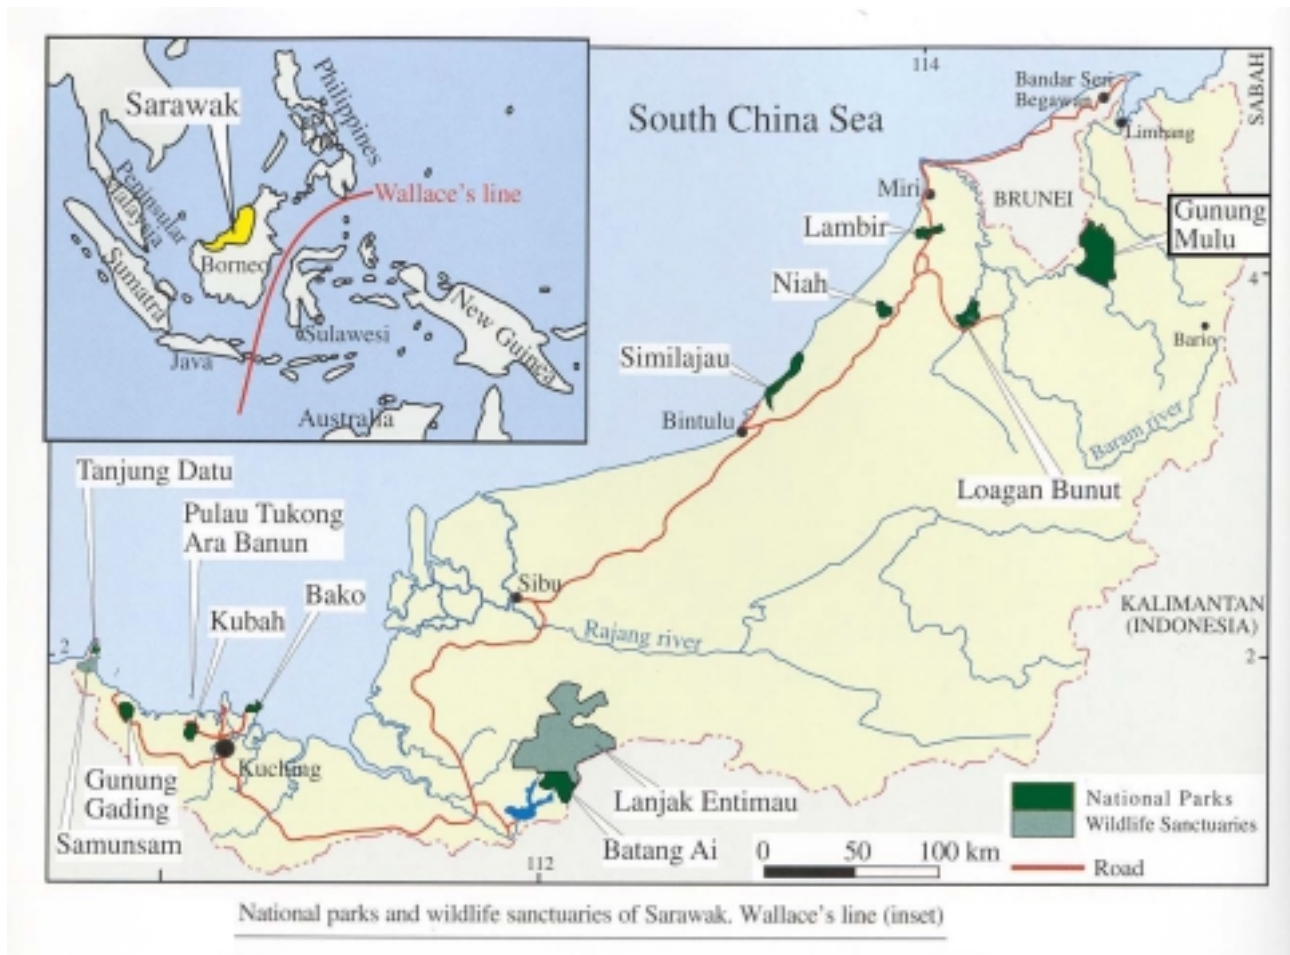 Sarawak
Philippines
Wallace's line
Peninsular
Malaysia
Sumatra
Borneo
Java
Sulawesi
New Guinea
Australia
South China Sea
114
Bandar Seri
Begawan
Limbang
SABAH
Miri
BRUNEI
Gunung
Mulu
Lambir
4
Niah
Bario
Similajau
Bintulu
Baram river
Loagan Bunut
Tanjung Datu
Pulau Tukong
Ara Banun
Bako
Kubah
Sibu
Rajang river
KALIMANTAN
(INDONESIA)
2
2
Kuching
Gunung
Gading
Samunsam
Lanjak Entimau
Batang Ai
112
National Parks
Wildlife Sanctuaries
Road
0 50 100 km
National parks and wildlife sanctuaries of Sarawak. Wallace's line (inset)